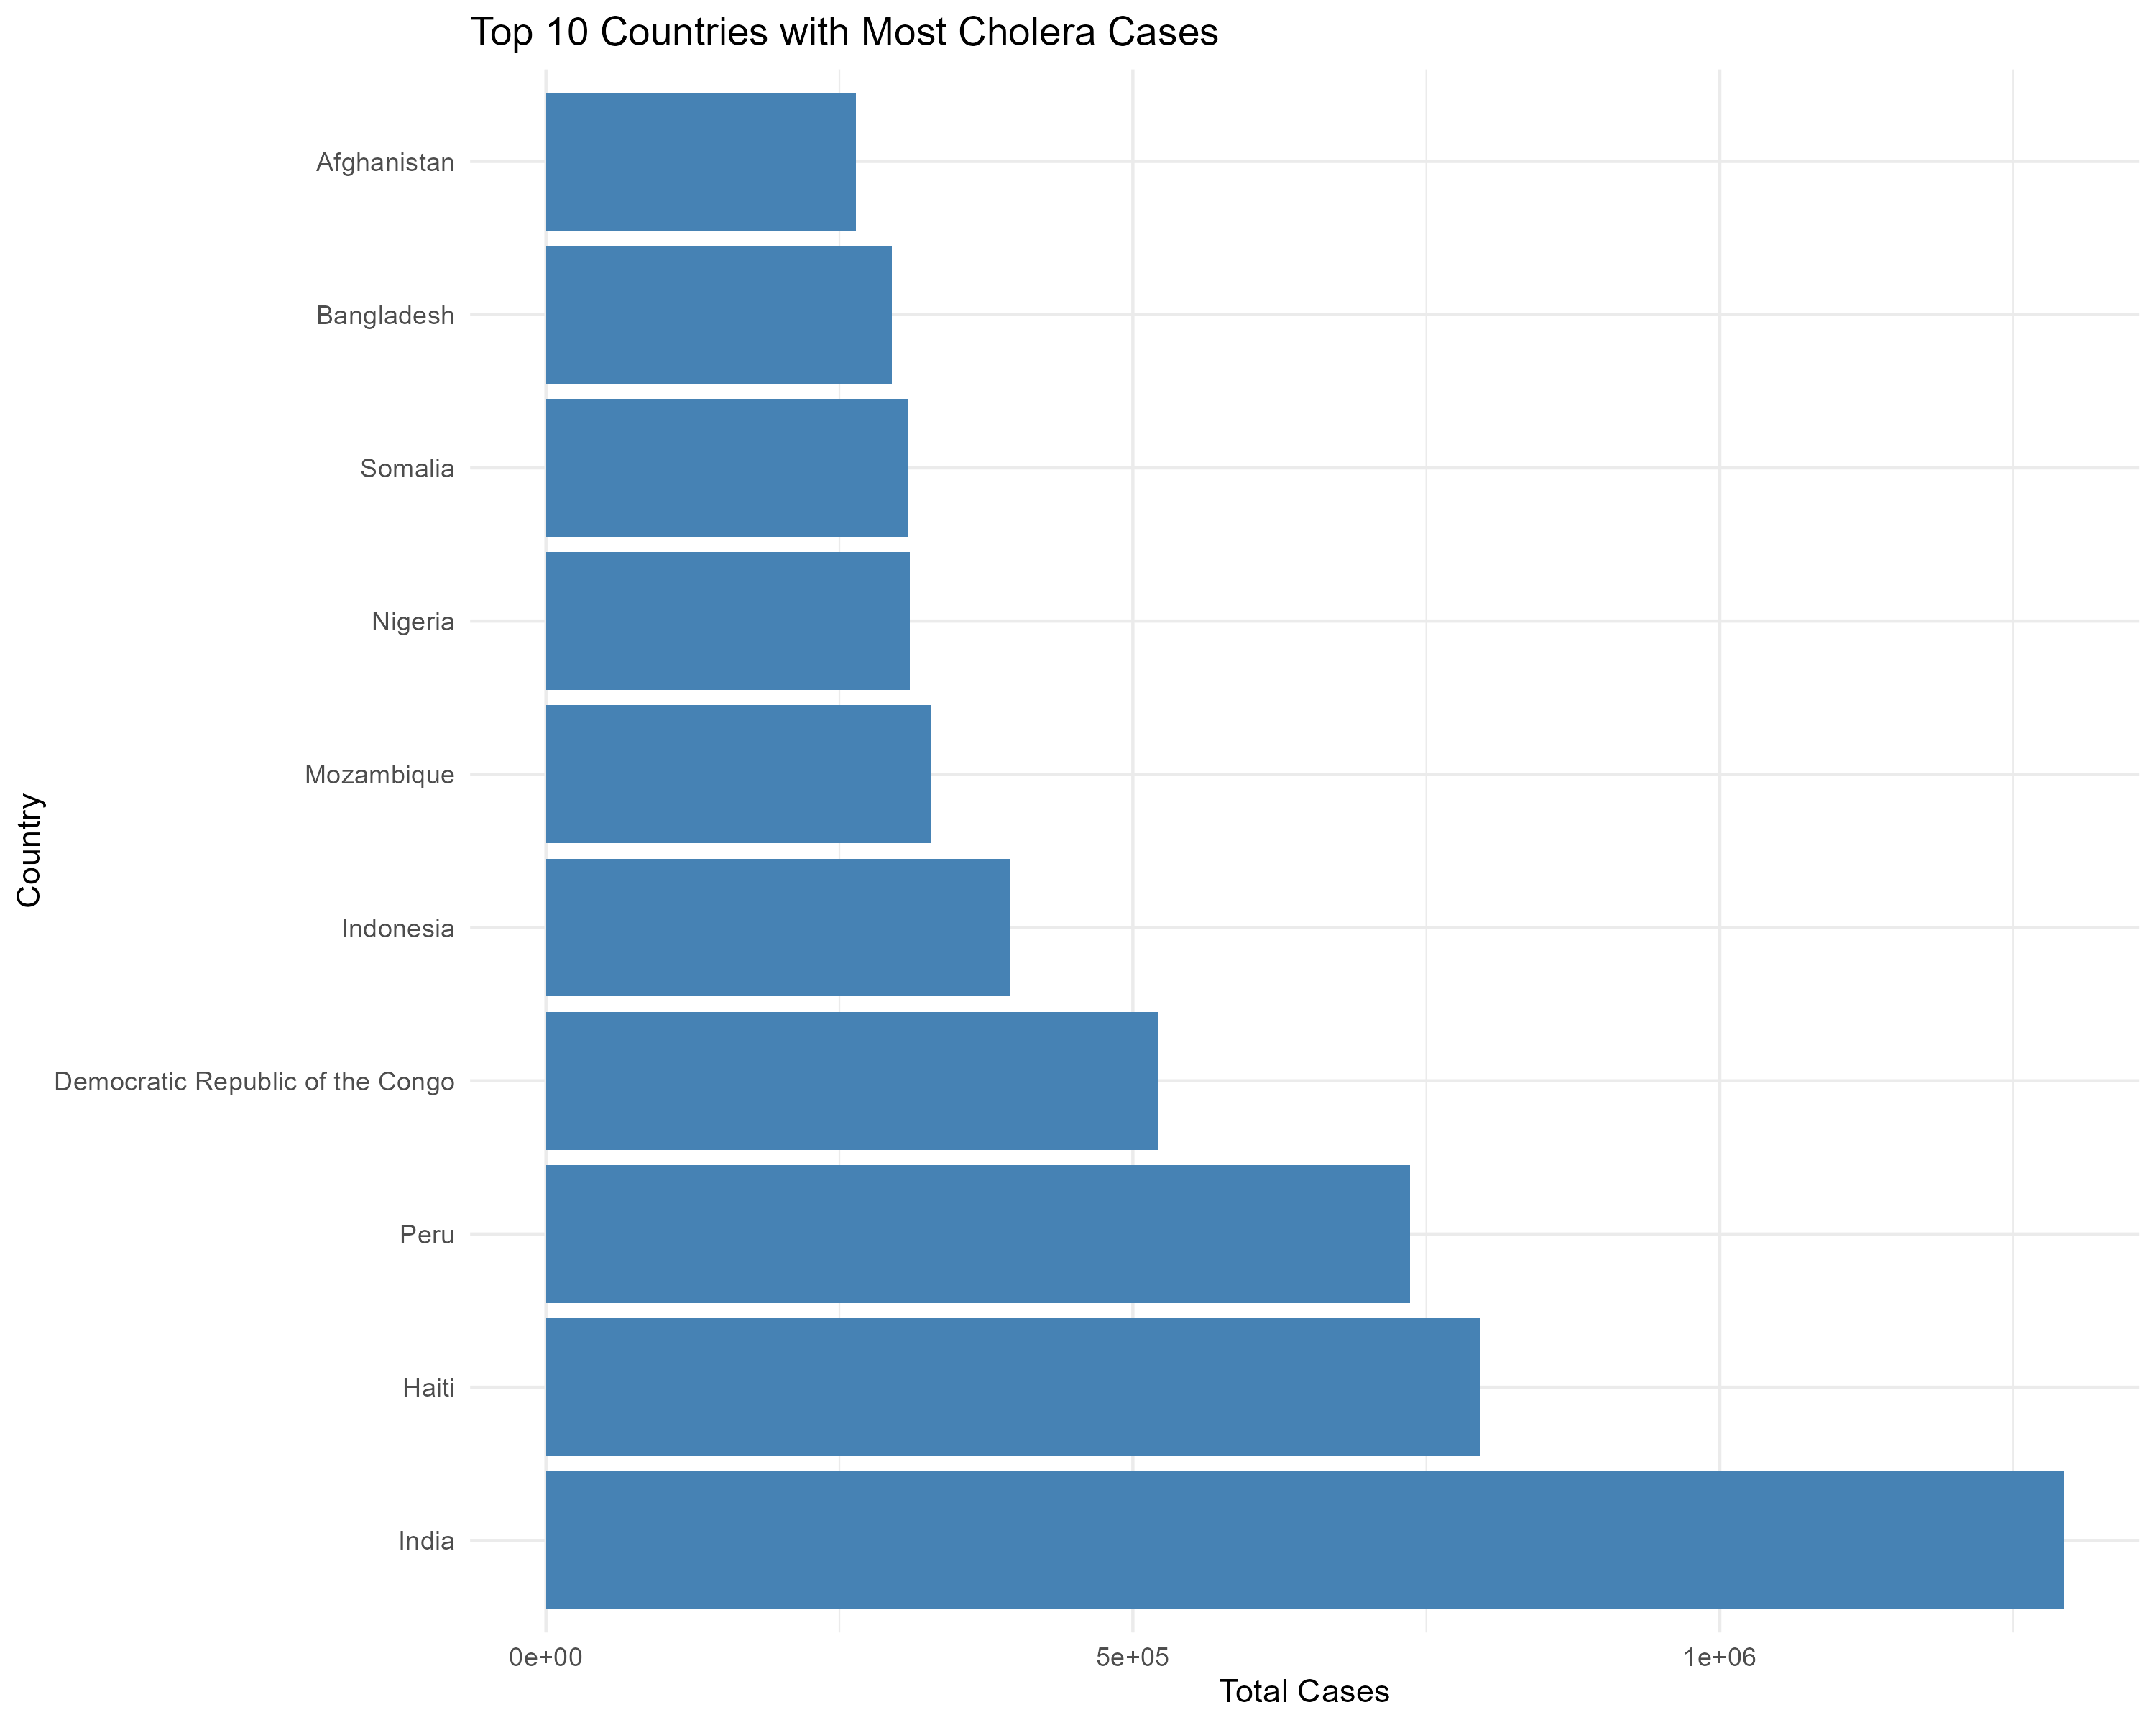 Top 10 Countries with Most Cholera Cases
Country
Afghanistan
Bangladesh
Somalia
Nigeria
Mozambique
Indonesia
Democratic Republic of the Congo
Peru
Haiti
India
0e+00 5e+05 1e+06
Total Cases